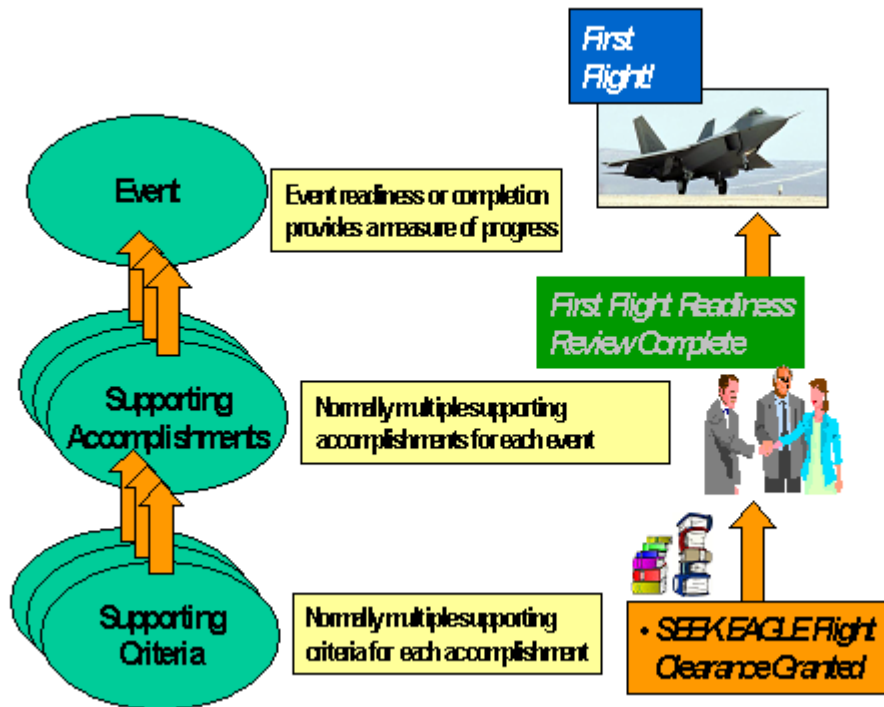 First
Flight!
Event
Event readiness or completion
provides a measure of progress
First Flight Readiness
Review Complete
Supporting
Accomplishments
Normally multiple supporting
accomplishments for each event
Supporting
Criteria
Normally multiple supporting
criteria for each accomplishment
• SEEK EAGLE Flight
Clearance Granted